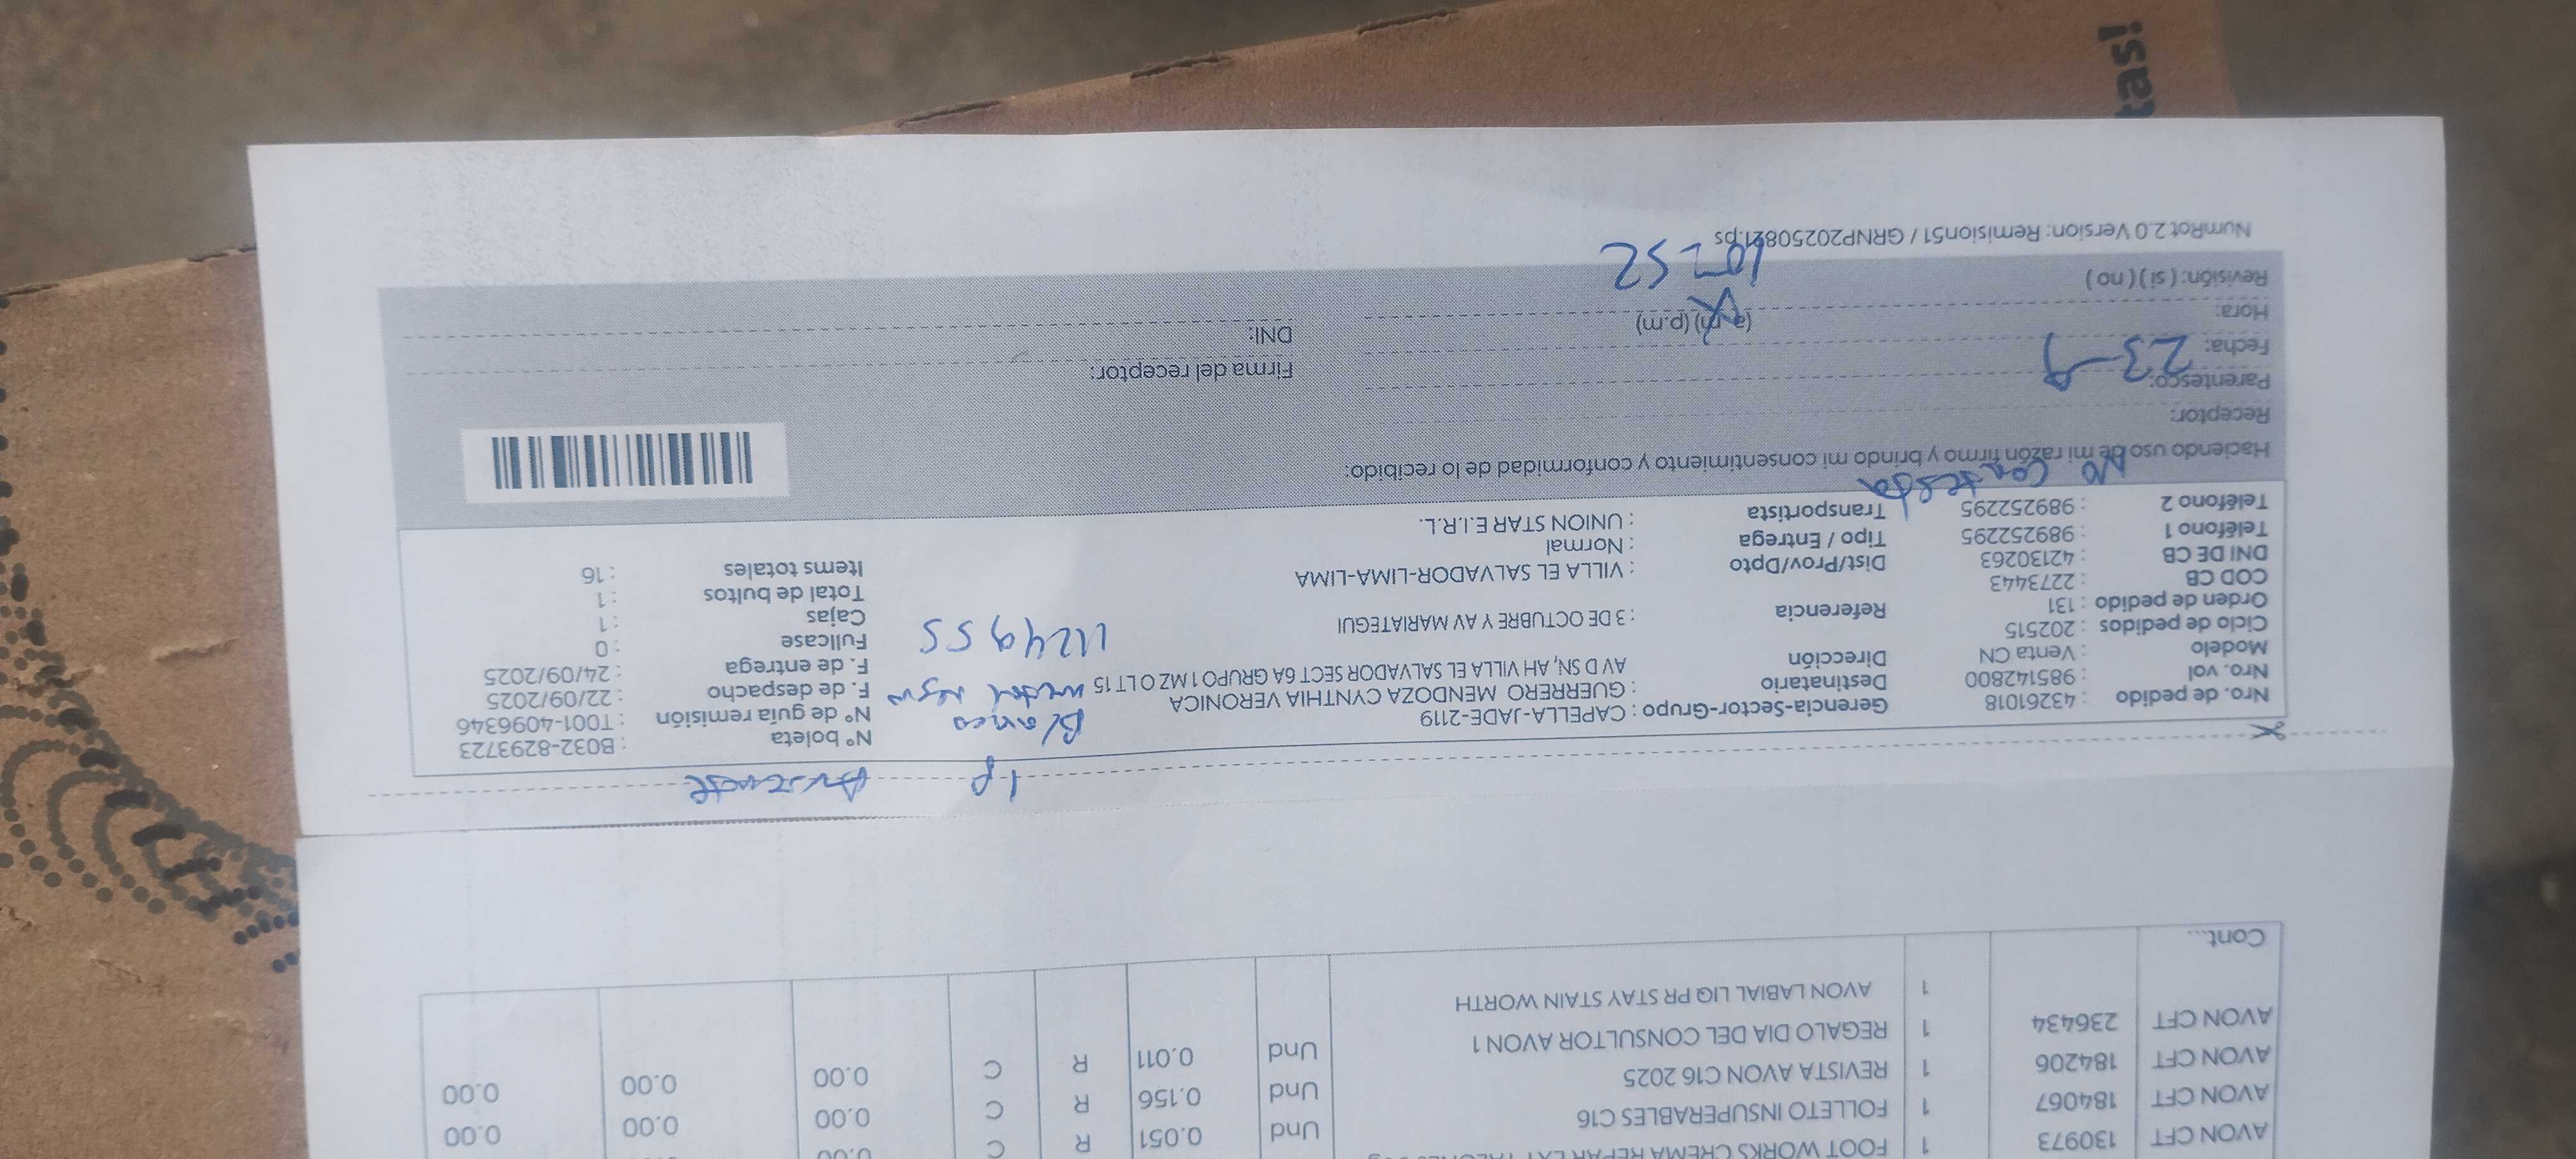 AVON CFT 130973 1 FOOT WORKS CREMA REPAR EXT
AVON CFT 184067 1 FOLLETO INSUPERABLES C16 Und 0.051 R C 0.00 0.00 0.00
AVON CFT 184206 1 REVISTA AVON C16 2025 Und 0.156 R C 0.00 0.00 0.00
AVON CFT 236434 1 REGALO DIA DEL CONSULTOR AVON 1 Und 0.011 R C
1 AVON LABIAL LIQ PR STAY STAIN WORTH
Cont....
1P Ausente
Nro. de pedido : 43261018
Nro. vol : 985142800
Modelo : Venta CN
Ciclo de pedidos : 202515
Orden de pedido : 131
COD CB : 2273443
DNI DE CB : 42130263
Teléfono 1 : 989252295
Teléfono 2 : 989252295
Gerencia-Sector-Grupo : CAPELLA-JADE-2119
Destinatario : GUERRERO MENDOZA CYNTHIA VERONICA
Dirección AV D SN, AH VILLA EL SALVADOR SECT 6A GRUPO 1 MZ O LT 15
Referencia : 3 DE OCTUBRE Y AV MARIATEGUI
Dist/Prov/Dpto : VILLA EL SALVADOR-LIMA-LIMA
Tipo / Entrega : Normal
Transportista : UNION STAR E.I.R.L.
Blanco
1124955
N° boleta : B032-8293723
N° de guía remisión : T001-4096346
F. de despacho : 22/09/2025
F. de entrega : 24/09/2025
Fullcase : 0
Cajas : 1
Total de bultos : 1
Items totales : 16
No contesta
Haciendo uso de mi razón firmo y brindo mi consentimiento y conformidad de lo recibido:
Receptor:
Parentesco:
Fecha: 23-9
Hora: (a.m) (p.m)
10-52
Revisión: ( si ) ( no )
Firma del receptor:
DNI:
NumRot 2.0 Version: Remision51 / GRNP20250821.ps
tas!